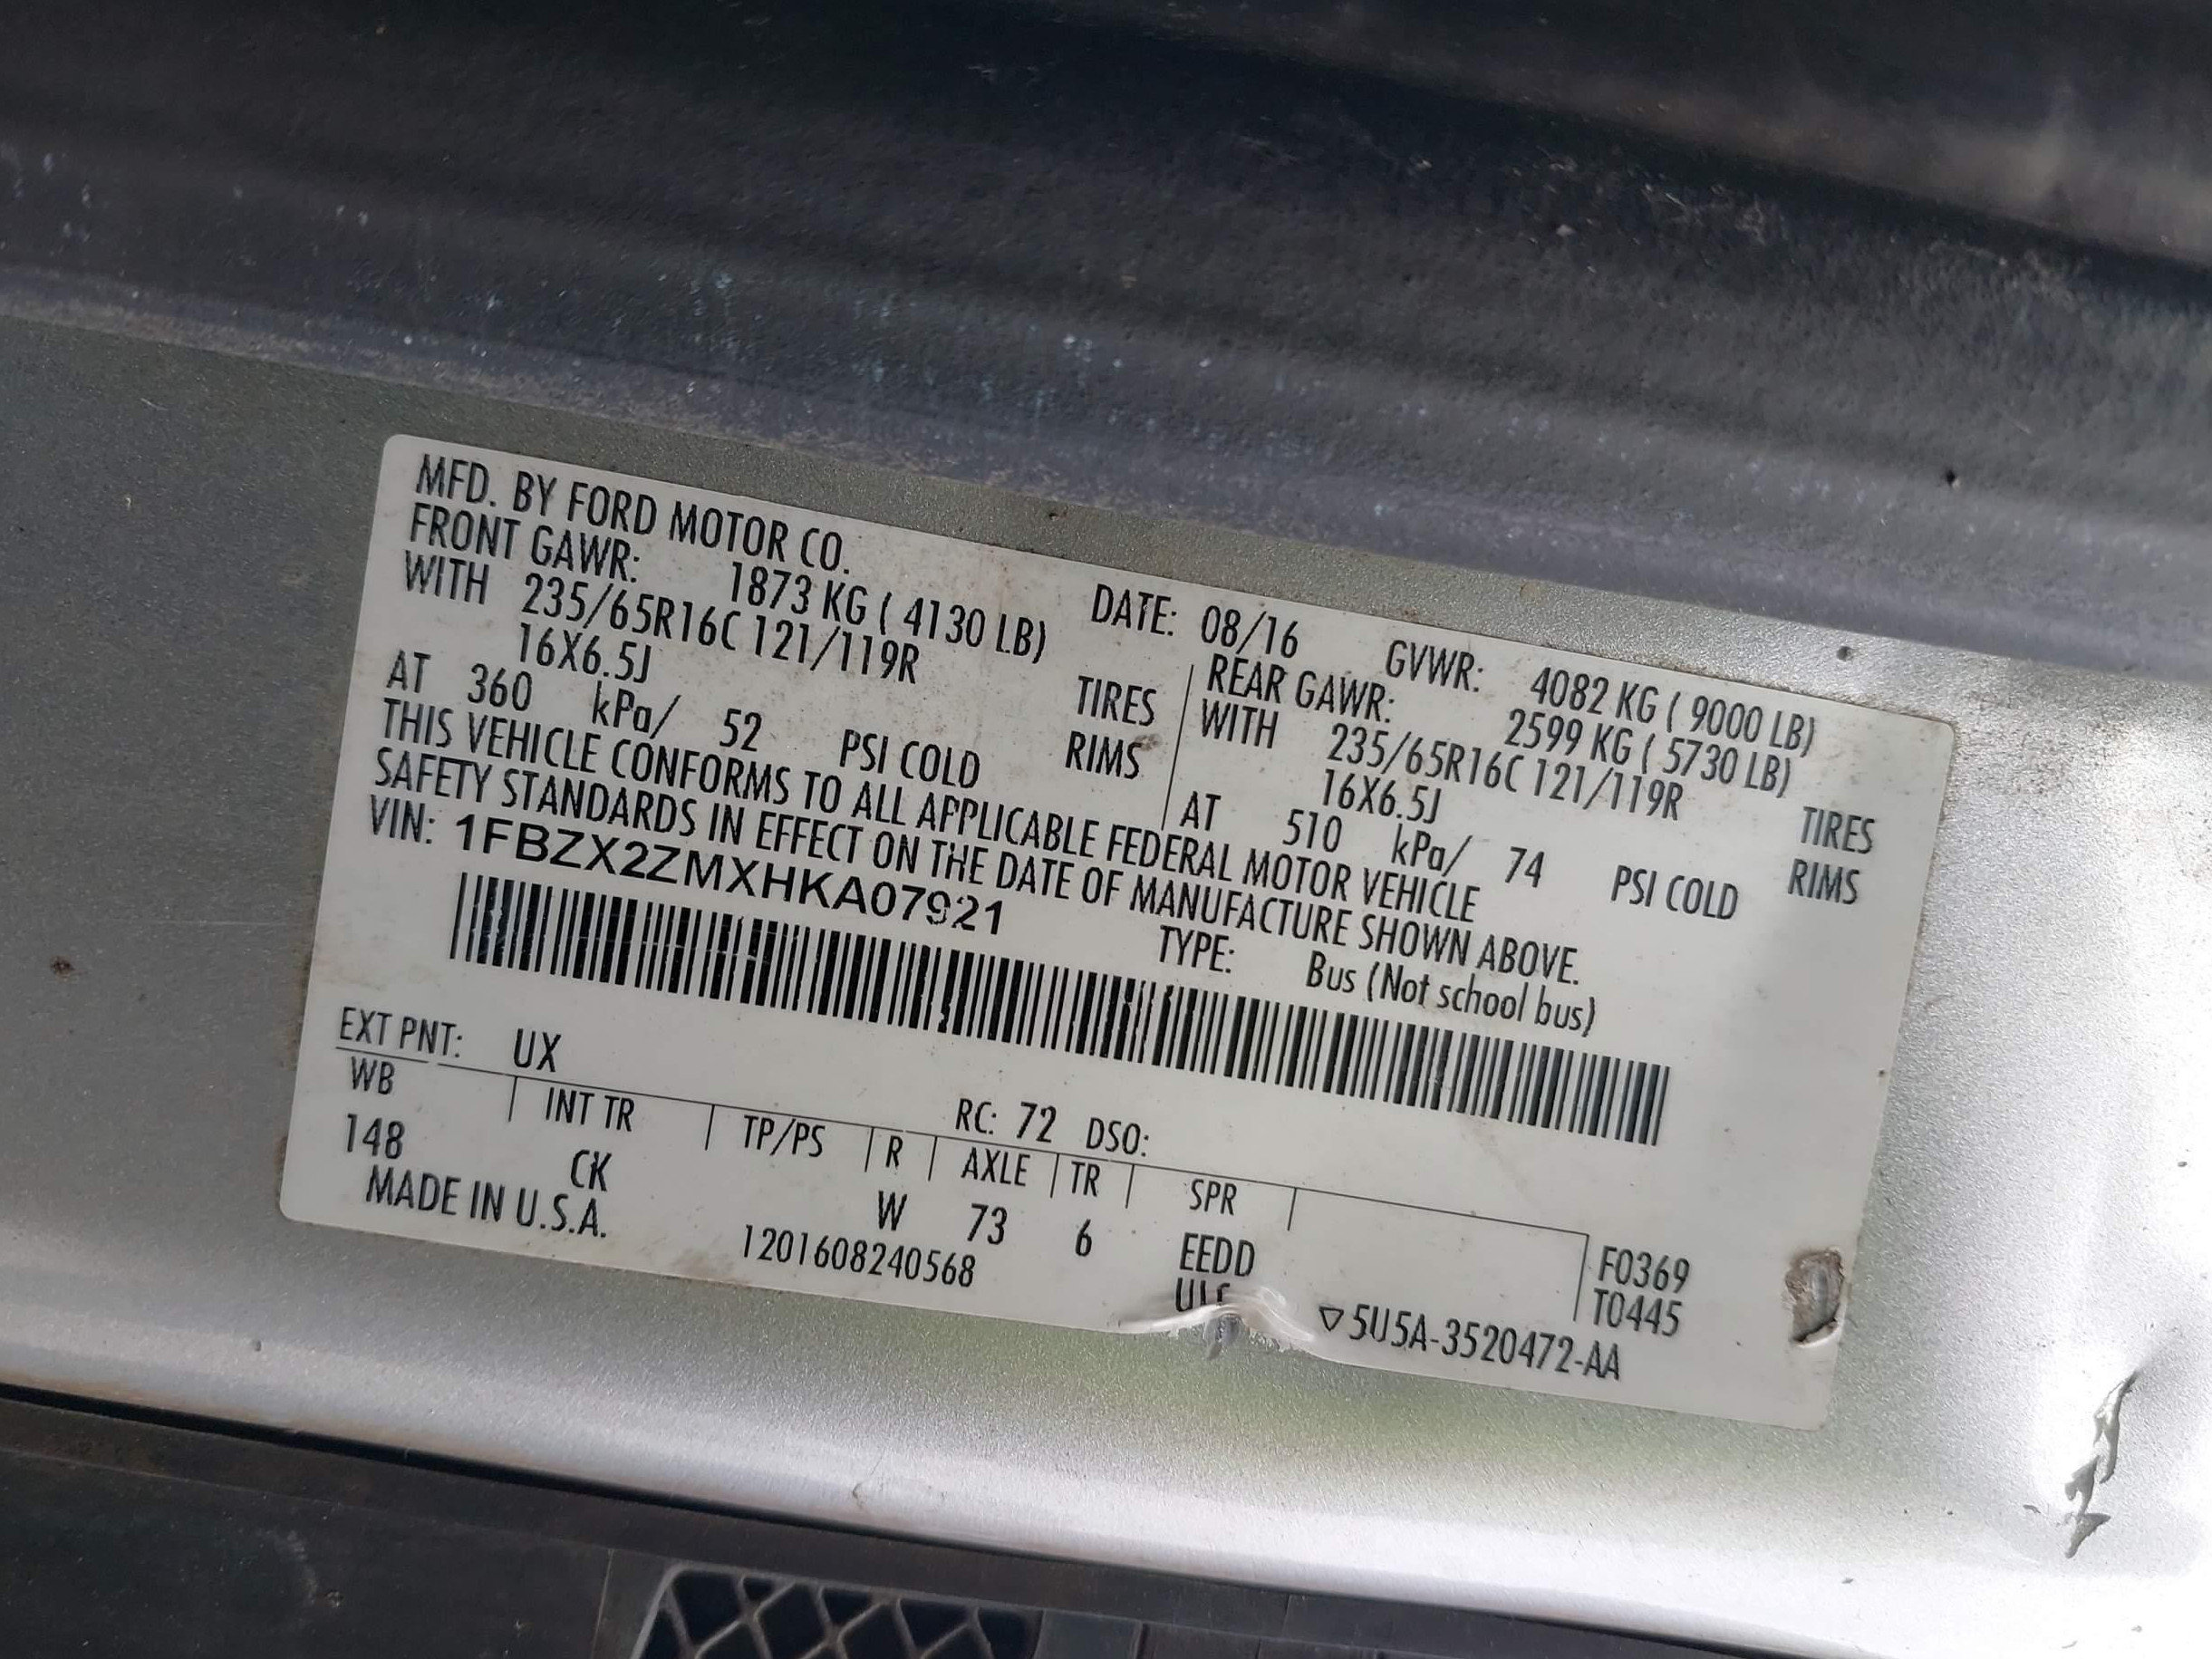 MFD. BY FORD MOTOR CO. DATE: 08/16 GVWR: 4082 KG ( 9000 LB)
FRONT GAWR: 1873 KG ( 4130 LB) REAR GAWR: 2599 KG ( 5730 LB)
WITH 235/65R16C 121/119R TIRES WITH 235/65R16C 121/119R TIRES
16X6.5J RIMS 16X6.5J RIMS
AT 360 kPa/ 52 PSI COLD AT 510 kPa/ 74 PSI COLD
THIS VEHICLE CONFORMS TO ALL APPLICABLE FEDERAL MOTOR VEHICLE
SAFETY STANDARDS IN EFFECT ON THE DATE OF MANUFACTURE SHOWN ABOVE.
VIN: 1FBZX2ZMXHKA07921 TYPE: Bus (Not school bus)
EXT PNT: UX RC: 72 DSO:
WB INT TR TP/PS R AXLE TR SPR F0369
148 CK W 73 6 EEDD T0445
MADE IN U.S.A. 1201608240568 ▽5U5A-3520472-AA